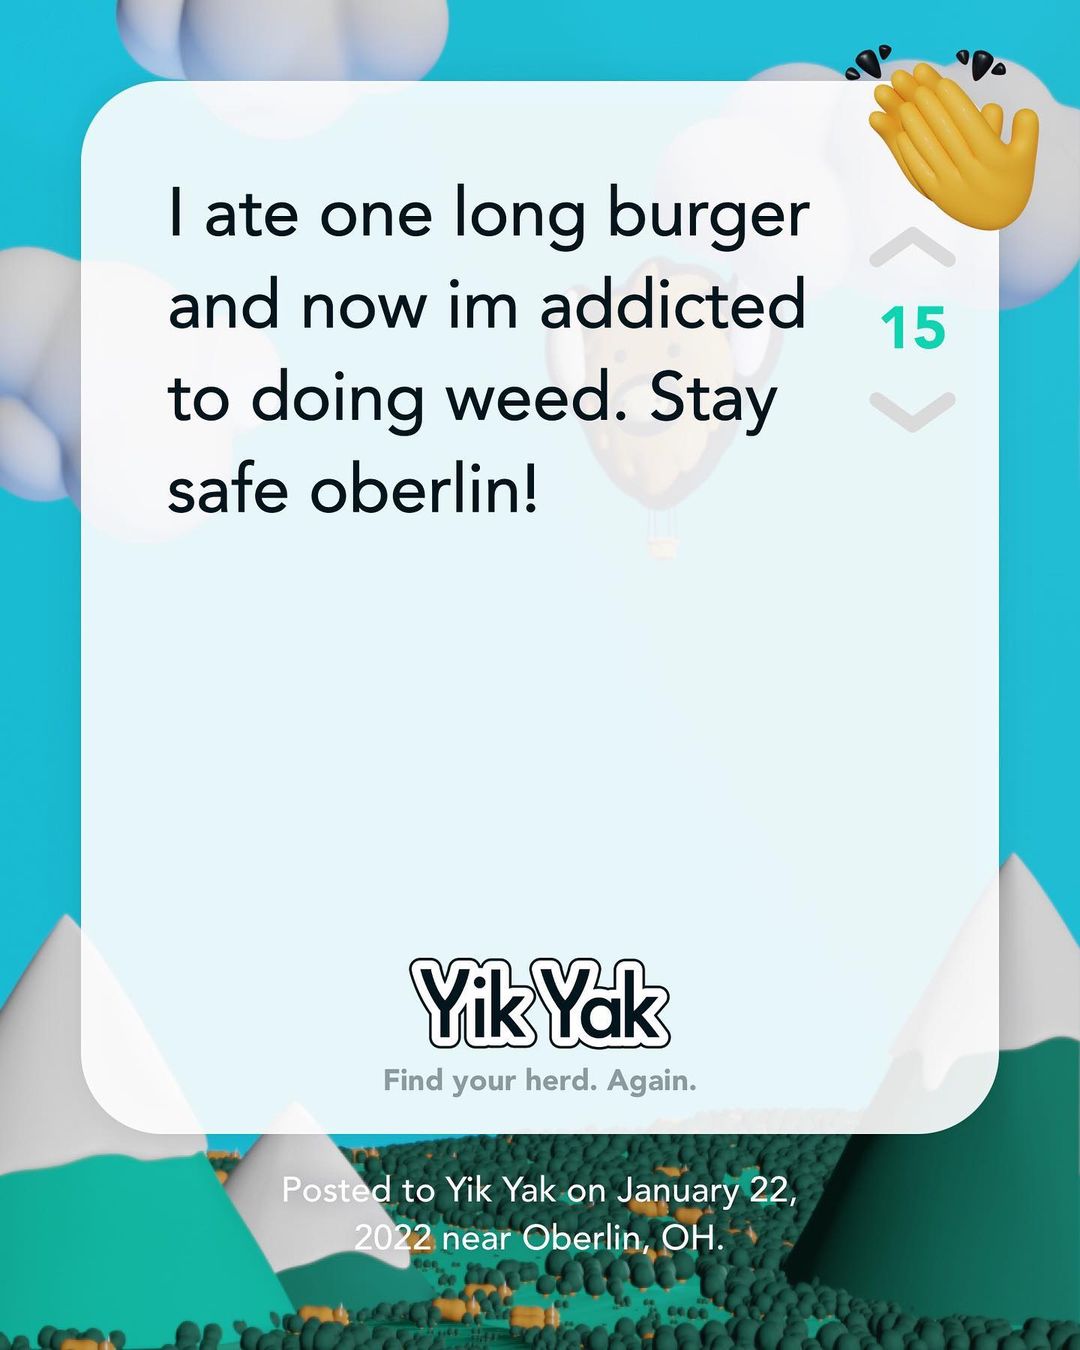 I ate one long burger
and now im addicted
to doing weed. Stay
safe oberlin!
15
Yik Yak
Find your herd. Again.
Posted to Yik Yak on January 22,
2022 near Oberlin, OH.